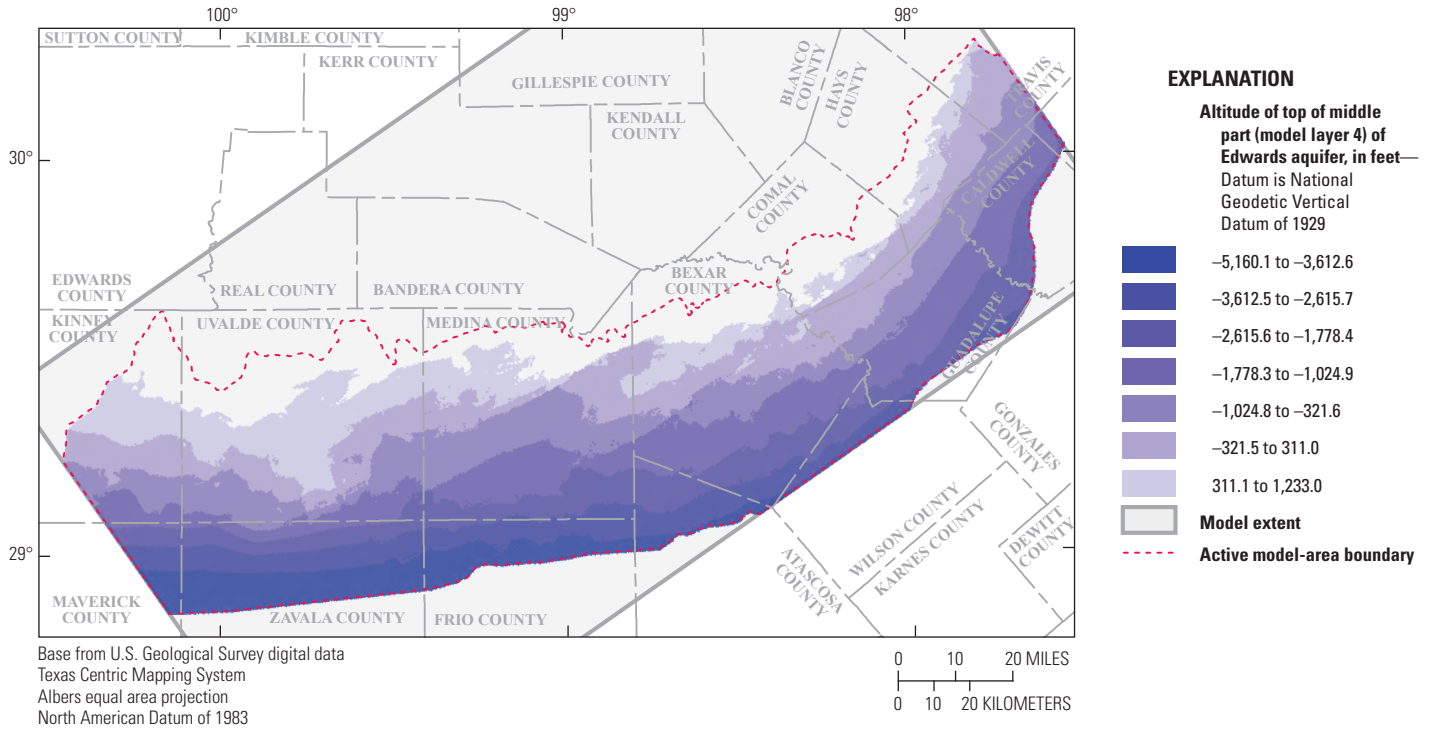 100°
99°
98°
SUTTON COUNTY
KIMBLE COUNTY
KERR COUNTY
GILLESPIE COUNTY
BLANCO
COUNTY
HAYS
COUNTY
TRAVIS
COUNTY
KENDALL
COUNTY
30°
CALDWELL
COUNTY
COMAL
COUNTY
EDWARDS
COUNTY
REAL COUNTY
BANDERA COUNTY
BEXAR
COUNTY
KINNEY
COUNTY
UVALDE COUNTY
MEDINA COUNTY
GUADALUPE
COUNTY
GONZALES
COUNTY
WILSON COUNTY
KARNES COUNTY
DEWITT
COUNTY
29°
ATASCOSA
COUNTY
MAVERICK
COUNTY
ZAVALA COUNTY
FRIO COUNTY
Base from U.S. Geological Survey digital data
Texas Centric Mapping System
Albers equal area projection
North American Datum of 1983
0 10 20 MILES
0 10 20 KILOMETERS
EXPLANATION
Altitude of top of middle
part (model layer 4) of
Edwards aquifer, in feet—
Datum is National
Geodetic Vertical
Datum of 1929
–5,160.1 to –3,612.6
–3,612.5 to –2,615.7
–2,615.6 to –1,778.4
–1,778.3 to –1,024.9
–1,024.8 to –321.6
–321.5 to 311.0
311.1 to 1,233.0
Model extent
Active model-area boundary